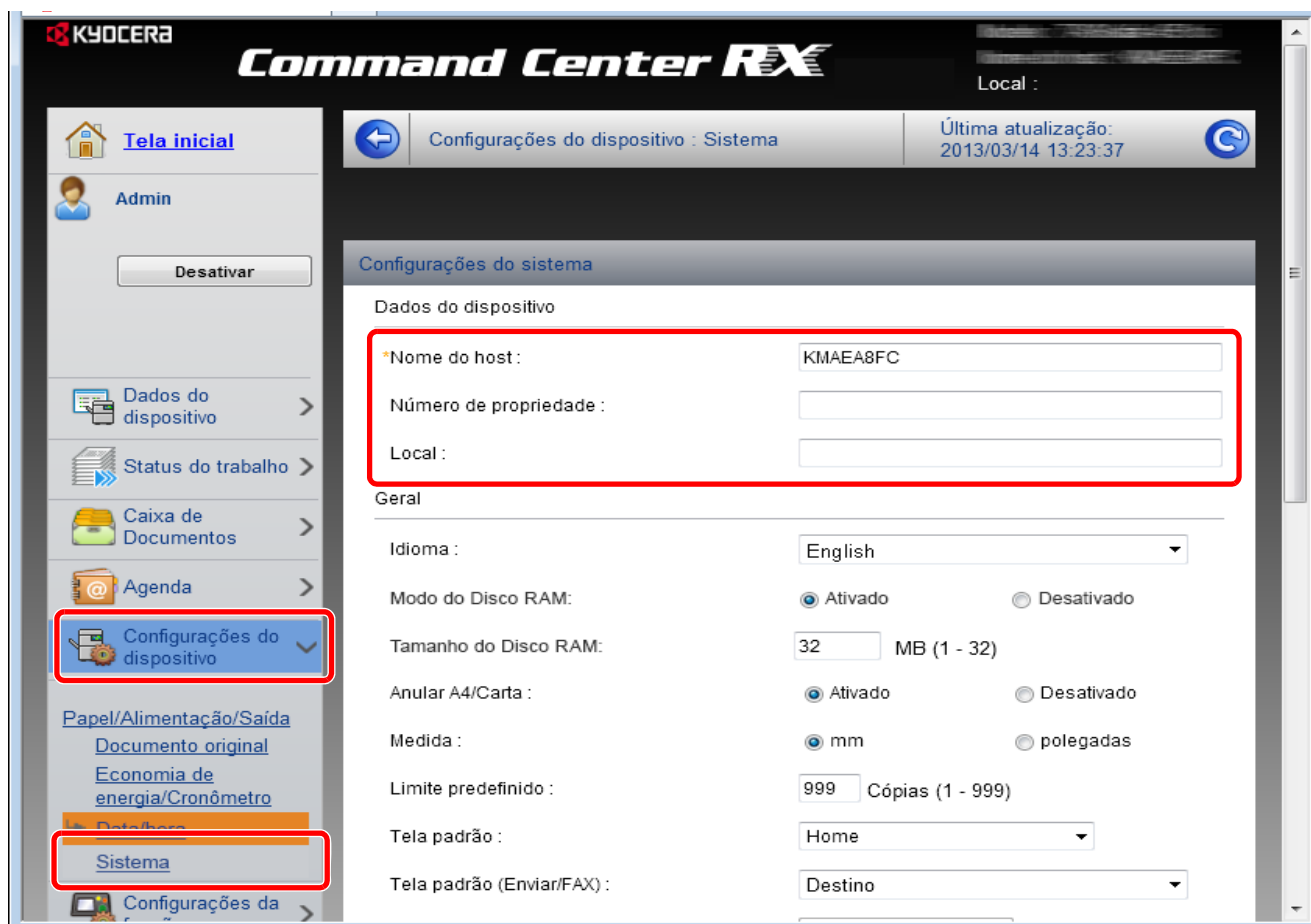 KYOCERA
Command Center RX
Local :
Tela inicial
Configurações do dispositivo : Sistema
Última atualização:
2013/03/14 13:23:37
Admin
Desativar
Configurações do sistema
Dados do dispositivo
*Nome do host :
KMAEA8FC
Número de propriedade :
Local :
Dados do
dispositivo
Status do trabalho
Caixa de
Documentos
Agenda
Configurações do
dispositivo
Papel/Alimentação/Saída
Documento original
Economia de
energia/Cronômetro
Data/hora
Sistema
Configurações da
Geral
Idioma :
English
Modo do Disco RAM:
Ativado
Desativado
Tamanho do Disco RAM:
32
MB (1 - 32)
Anular A4/Carta :
Ativado
Desativado
Medida :
mm
polegadas
Limite predefinido :
999
Cópias (1 - 999)
Tela padrão :
Home
Tela padrão (Enviar/FAX) :
Destino